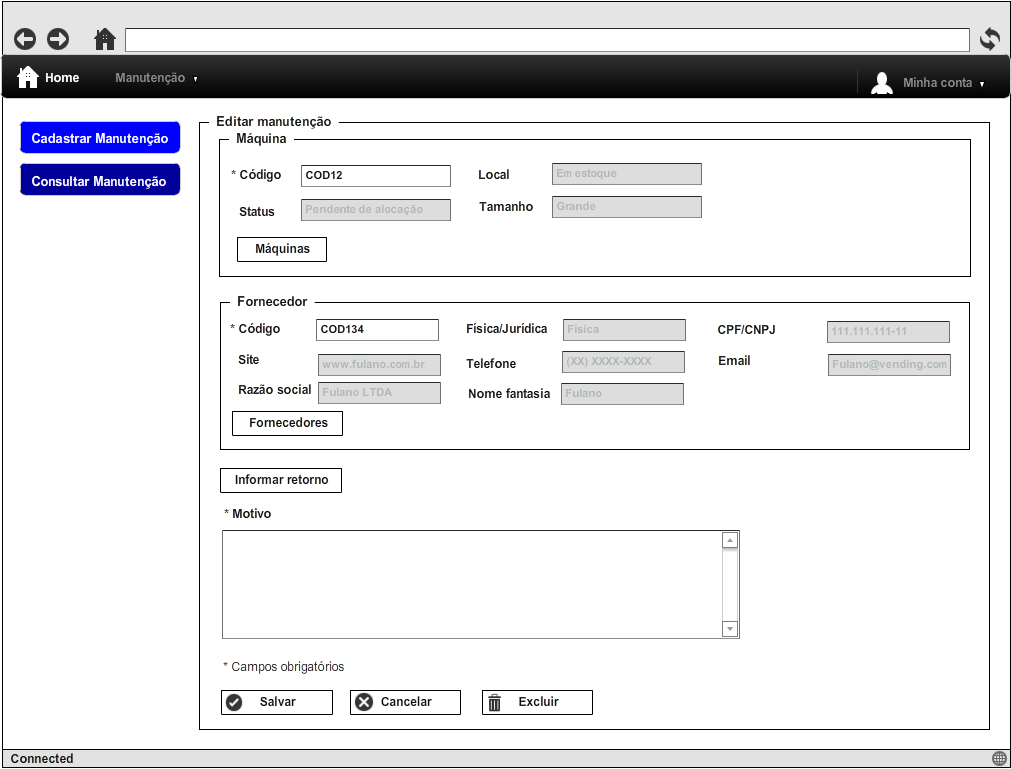 Home
Manutenção
Minha conta
Cadastrar Manutenção
Consultar Manutenção
Editar manutenção
Máquina
* Código
COD12
Local
Em estoque
Status
Pendente de alocação
Tamanho
Grande
Máquinas
Fornecedor
* Código
COD134
Física/Jurídica
Física
CPF/CNPJ
111.111.111-11
Site
www.fulano.com.br
Telefone
(XX) XXXX-XXXX
Email
Fulano@vending.com
Razão social
Fulano LTDA
Nome fantasia
Fulano
Fornecedores
Informar retorno
* Motivo
* Campos obrigatórios
Salvar
Cancelar
Excluir
Connected